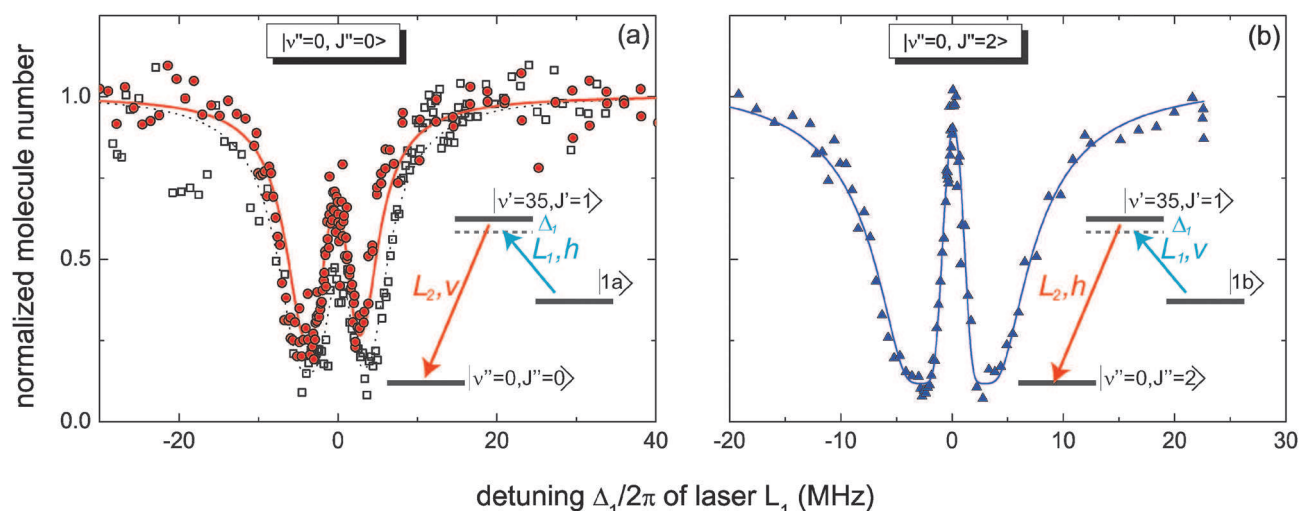 normalized molecule number
1.0
0.5
0.0
|ν"=0, J"=0>
(a)
|ν'=35,J'=1〉
Δ₁
L₁,h
L₂,v
|1a〉
|ν"=0,J"=0〉
-20
0
20
40
|ν"=0, J"=2>
(b)
|ν'=35,J'=1〉
Δ₁
L₁,v
L₂,h
|1b〉
|ν"=0,J"=2〉
-20
-10
0
10
20
30
detuning Δ₁/2π of laser L₁ (MHz)